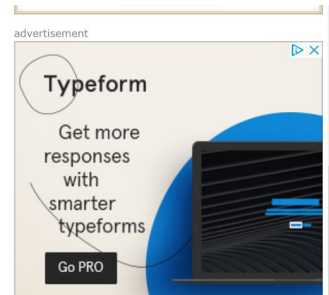 advertisement
Typeform
Get more
responses
with
smarter
typeforms
Go PRO